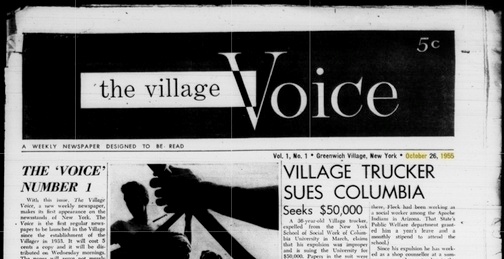 5c
the village Voice
A WEEKLY NEWSPAPER DESIGNED TO BE READ
Vol. 1, No. 1 • Greenwich Village, New York • October 26, 1955
THE 'VOICE'
NUMBER 1
With this issue, The Village
Voice, a new weekly newspaper,
makes its first appearance on the
newsstands of New York. The
Voice is the first regular news-
paper to be launched in the Village
since the establishment of the
Villager in 1933. It will cost 5
cents a copy and it will be dis-
tributed on Wednesday mornings.
VILLAGE TRUCKER
SUES COLUMBIA
Seeks $50,000
A 36-year-old Village trucker,
expelled from the New York
School of Social Work of Colum-
bia University in March, claims
that his expulsion was improper
and is suing the University for
$50,000. Papers in the suit were
there, Fleck had been working as
a social worker among the Apache
Indians in Arizona. That State's
Public Welfare department grant-
ed him a year's leave and a
monthly stipend to attend the
school.)
Since his expulsion he has work-
ed as a shop counsellor at a